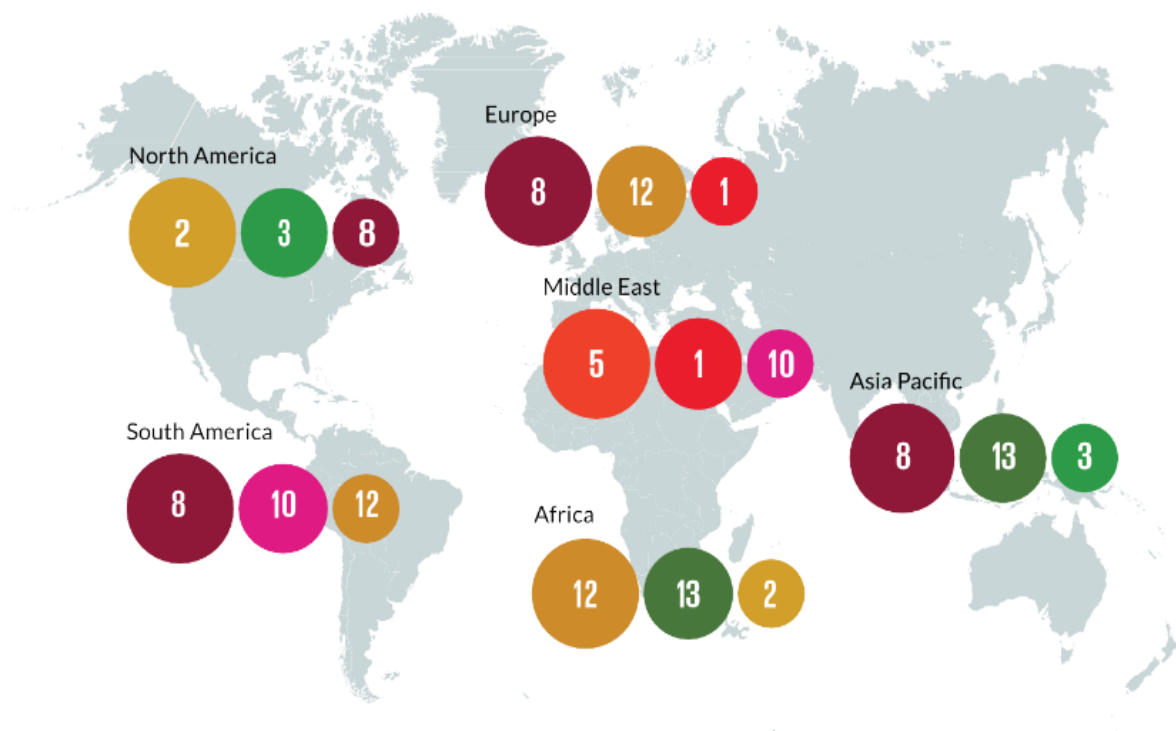 Europe
8 12 1
North America
2 3 8
Middle East
5 1 10
Asia Pacific
8 13 3
South America
8 10 12
Africa
12 13 2